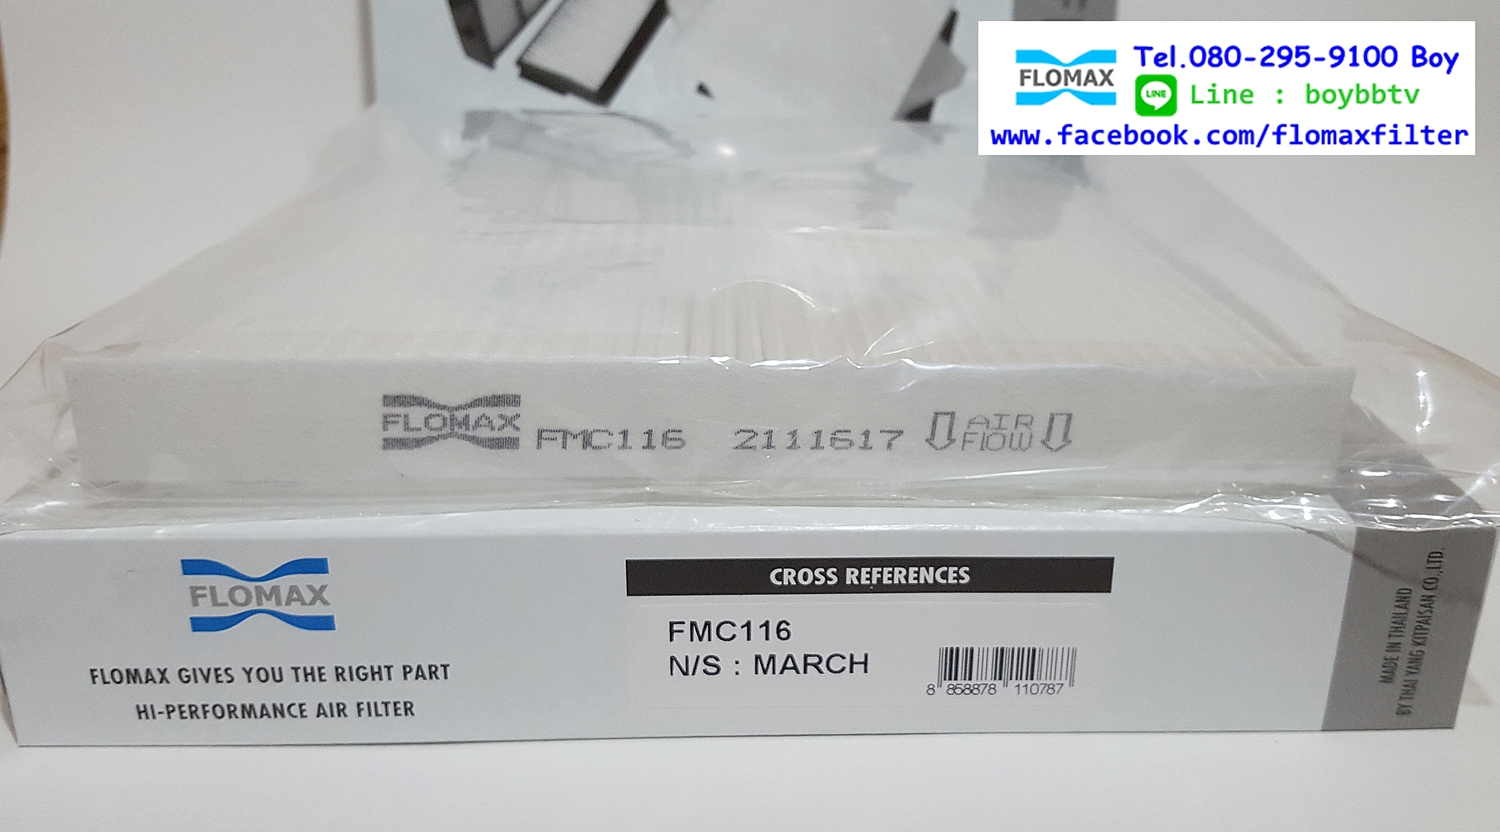 FLOMAX
Tel.080-295-9100 Boy
LINE
Line : boybbtv
www.facebook.com/flomaxfilter
FLOMAX
FMC116 2111617 AIR FLOW
FLOMAX
FLOMAX GIVES YOU THE RIGHT PART
HI-PERFORMANCE AIR FILTER
CROSS REFERENCES
FMC116
N/S : MARCH
8 858878 110787
MADE IN THAILAND
BY THAI YANG KITPAISAN CO.,LTD.